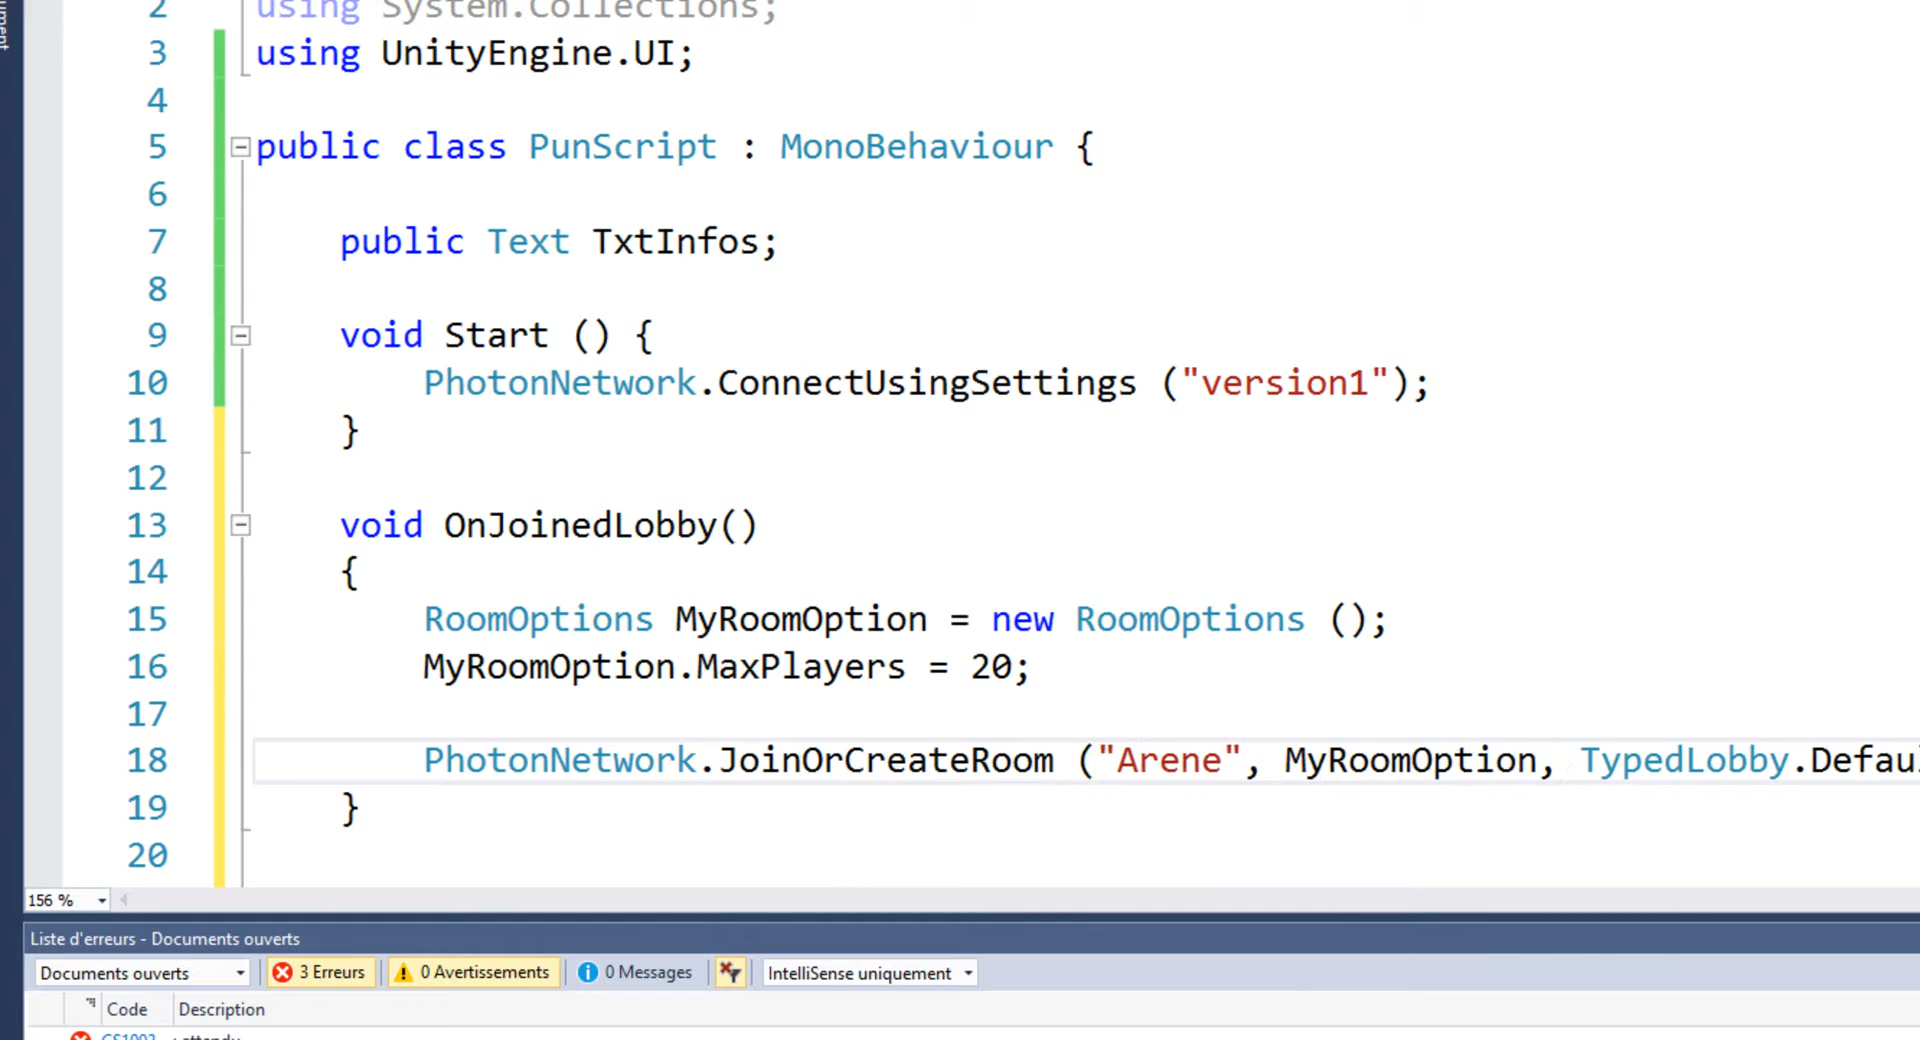 2 using System.Collections;
3 using UnityEngine.UI;
4
5 public class PunScript : MonoBehaviour {
6
7 public Text TxtInfos;
8
9 void Start () {
10 PhotonNetwork.ConnectUsingSettings ("version1");
11 }
12
13 void OnJoinedLobby()
14 {
15 RoomOptions MyRoomOption = new RoomOptions ();
16 MyRoomOption.MaxPlayers = 20;
17
18 PhotonNetwork.JoinOrCreateRoom ("Arene", MyRoomOption, TypedLobby.Defau
19 }
20
156 %
Liste d'erreurs - Documents ouverts
Documents ouverts 3 Erreurs 0 Avertissements 0 Messages IntelliSense uniquement
Code Description